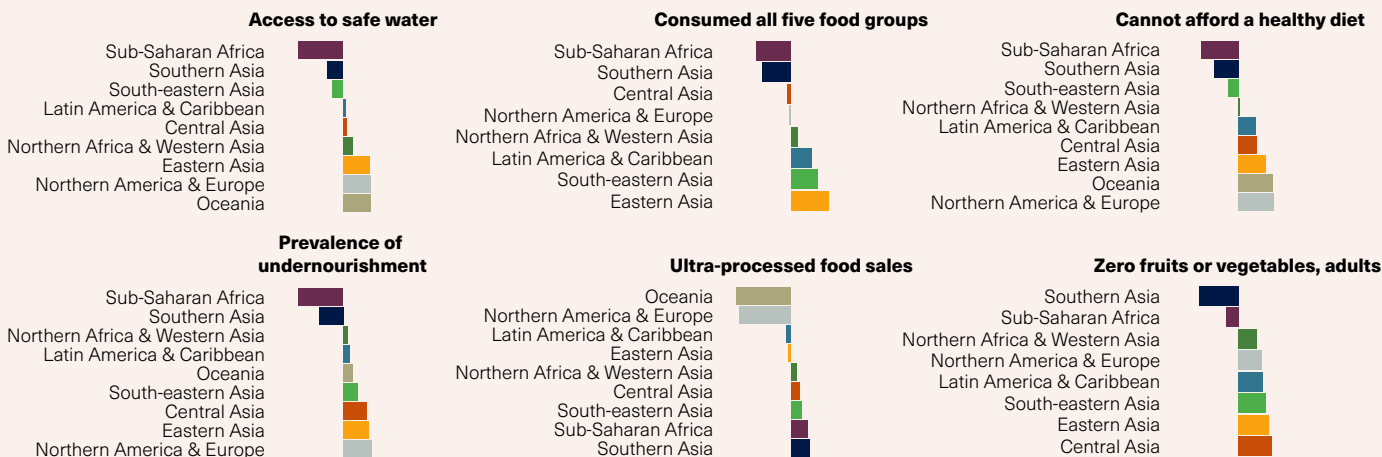 Access to safe water
Sub-Saharan Africa
Southern Asia
South-eastern Asia
Latin America & Caribbean
Central Asia
Northern Africa & Western Asia
Eastern Asia
Northern America & Europe
Oceania
Consumed all five food groups
Sub-Saharan Africa
Southern Asia
Central Asia
Northern America & Europe
Northern Africa & Western Asia
Latin America & Caribbean
South-eastern Asia
Eastern Asia
Cannot afford a healthy diet
Sub-Saharan Africa
Southern Asia
South-eastern Asia
Northern Africa & Western Asia
Latin America & Caribbean
Central Asia
Eastern Asia
Oceania
Northern America & Europe
Prevalence of
undernourishment
Sub-Saharan Africa
Southern Asia
Northern Africa & Western Asia
Latin America & Caribbean
Oceania
South-eastern Asia
Central Asia
Eastern Asia
Northern America & Europe
Ultra-processed food sales
Oceania
Northern America & Europe
Latin America & Caribbean
Eastern Asia
Northern Africa & Western Asia
Central Asia
South-eastern Asia
Sub-Saharan Africa
Southern Asia
Zero fruits or vegetables, adults
Southern Asia
Sub-Saharan Africa
Northern Africa & Western Asia
Northern America & Europe
Latin America & Caribbean
South-eastern Asia
Eastern Asia
Central Asia